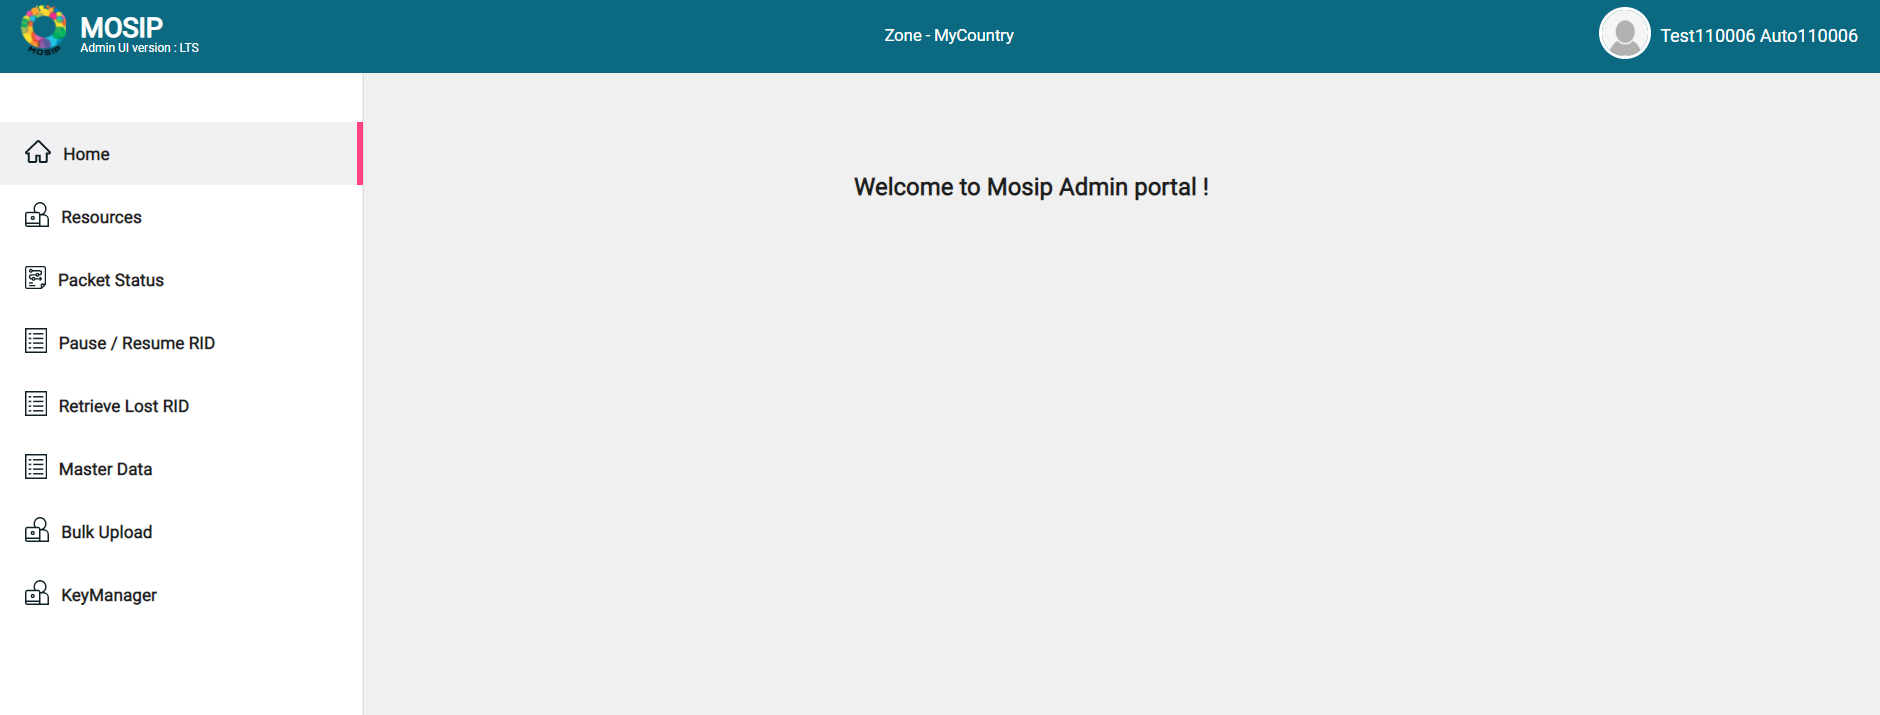 MOSIP
Admin UI version : LTS
MOSIP
Zone - MyCountry
Test110006 Auto110006
Home
Resources
Packet Status
Pause / Resume RID
Retrieve Lost RID
Master Data
Bulk Upload
KeyManager
Welcome to Mosip Admin portal !